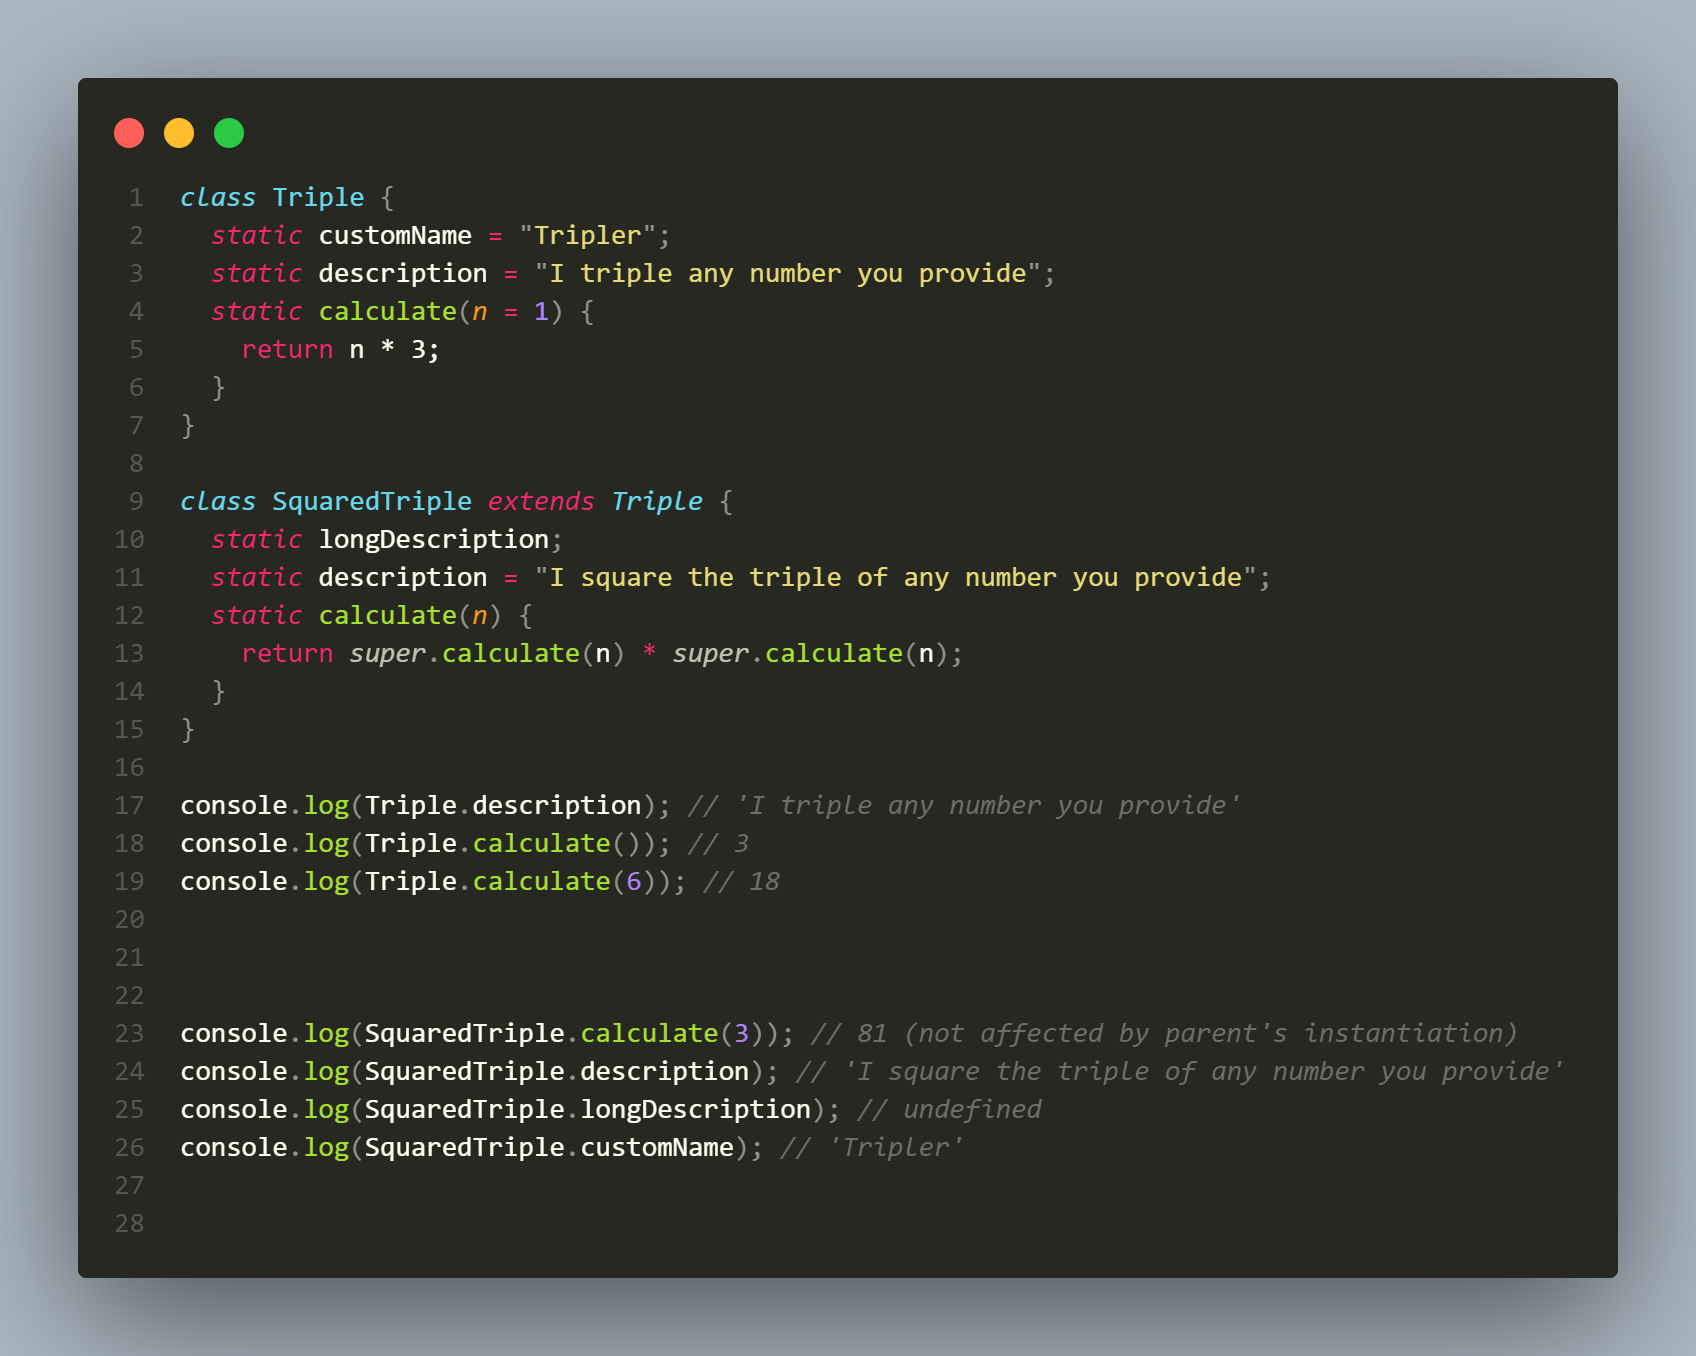 1 class Triple {
2   static customName = "Tripler";
3   static description = "I triple any number you provide";
4   static calculate(n = 1) {
5     return n * 3;
6   }
7 }
8
9 class SquaredTriple extends Triple {
10   static longDescription;
11   static description = "I square the triple of any number you provide";
12   static calculate(n) {
13     return super.calculate(n) * super.calculate(n);
14   }
15 }
16
17 console.log(Triple.description); // 'I triple any number you provide'
18 console.log(Triple.calculate()); // 3
19 console.log(Triple.calculate(6)); // 18
20
21
22
23 console.log(SquaredTriple.calculate(3)); // 81 (not affected by parent's instantiation)
24 console.log(SquaredTriple.description); // 'I square the triple of any number you provide'
25 console.log(SquaredTriple.longDescription); // undefined
26 console.log(SquaredTriple.customName); // 'Tripler'
27
28